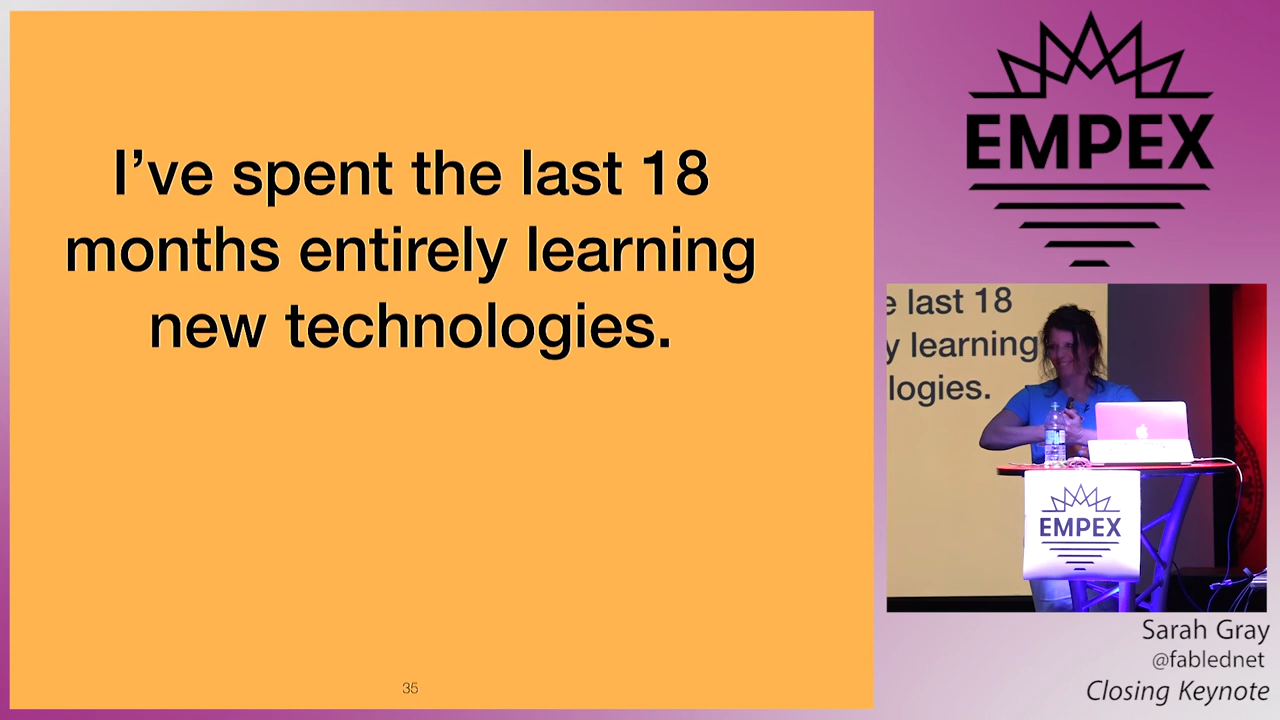 I've spent the last 18
months entirely learning
new technologies.
35
EMPEX
e last 18
y learning
logies.
EMPEX
Sarah Gray
@fablednet
Closing Keynote